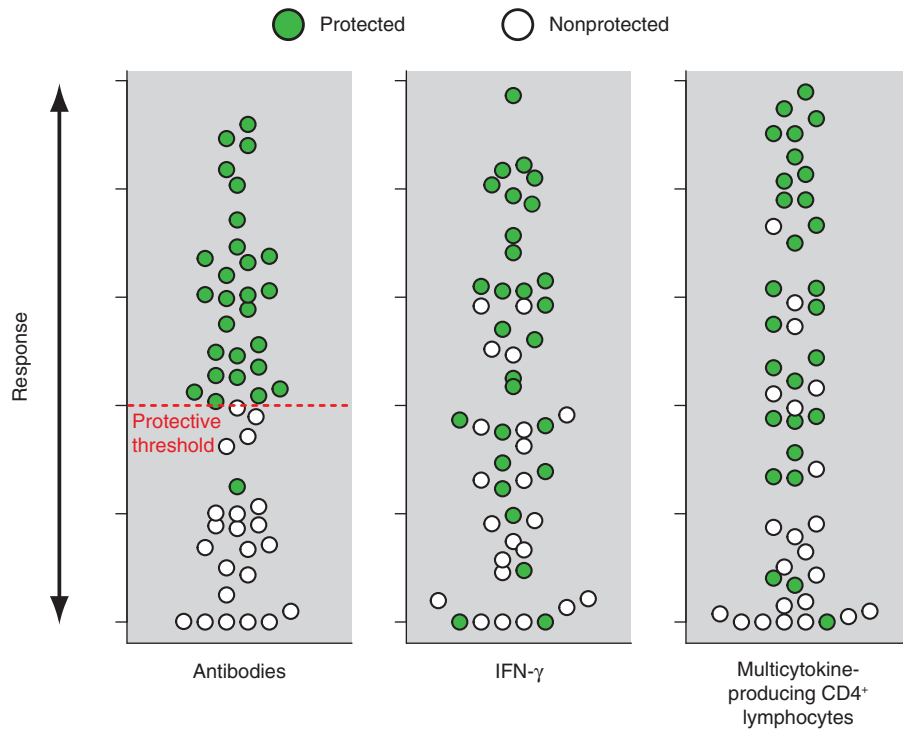 Protected
Nonprotected
Response
Protective
threshold
Antibodies
IFN-γ
Multicytokine-
producing CD4⁺
lymphocytes